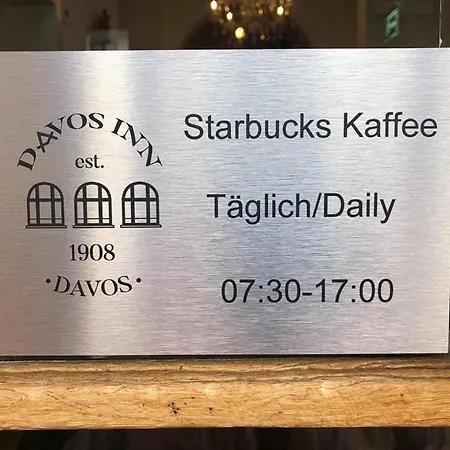 DAVOS INN
est.
1908
·DAVOS·
Starbucks Kaffee
Täglich/Daily
07:30-17:00